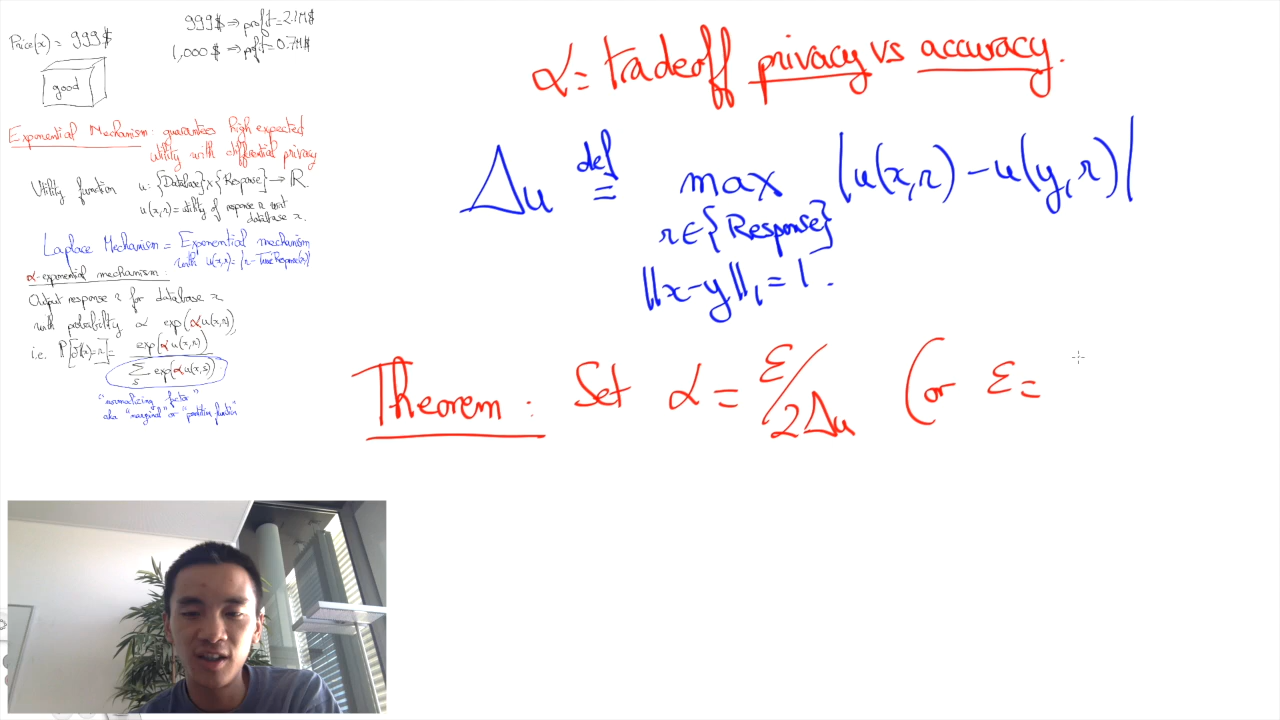 Price(x) = 999$
999$ ⇒ profit = 2.1M$
1,000$ ⇒ profit = 0.7M$
good
Exponential Mechanism: guarantees high expected
utility with differential privacy
Utility function u: {Database}×{Response} → ℝ.
u(x,r) = utility of response r wrt
database x.
Laplace Mechanism = Exponential mechanism
with u(x,r) = |r - TrueResponse(x)|
α-exponential mechanism:
Output response r for database x
with probability ∝ exp(αu(x,r)),
i.e. P[σ(x)=r] = exp(αu(x,r)) / Σ_s exp(αu(x,s))
"normalizing factor"
aka "marginal" or "partition function"
α = tradeoff privacy vs accuracy.
Δu def= max |u(x,r) - u(y,r)|
r∈{Response}
||x-y||₁ = 1.
Theorem: Set α = ε/2Δu (or ε =